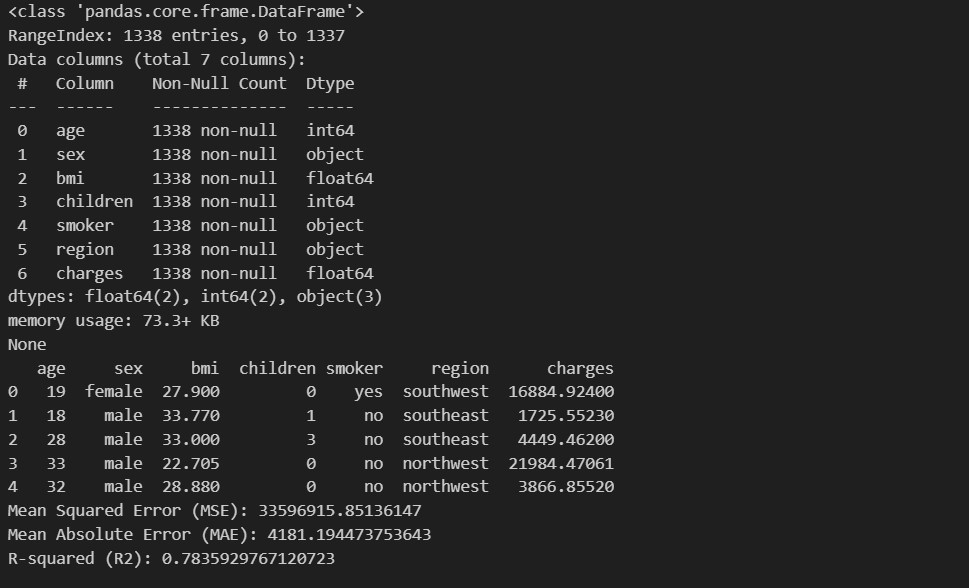 <class 'pandas.core.frame.DataFrame'>
RangeIndex: 1338 entries, 0 to 1337
Data columns (total 7 columns):
 #   Column    Non-Null Count  Dtype
---  ------    --------------  -----
 0   age       1338 non-null   int64
 1   sex       1338 non-null   object
 2   bmi       1338 non-null   float64
 3   children  1338 non-null   int64
 4   smoker    1338 non-null   object
 5   region    1338 non-null   object
 6   charges   1338 non-null   float64
dtypes: float64(2), int64(2), object(3)
memory usage: 73.3+ KB
None
   age     sex     bmi  children smoker     region      charges
0   19  female  27.900         0    yes  southwest  16884.92400
1   18    male  33.770         1     no  southeast   1725.55230
2   28    male  33.000         3     no  southeast   4449.46200
3   33    male  22.705         0     no  northwest  21984.47061
4   32    male  28.880         0     no  northwest   3866.85520
Mean Squared Error (MSE): 33596915.85136147
Mean Absolute Error (MAE): 4181.194473753643
R-squared (R2): 0.7835929767120723